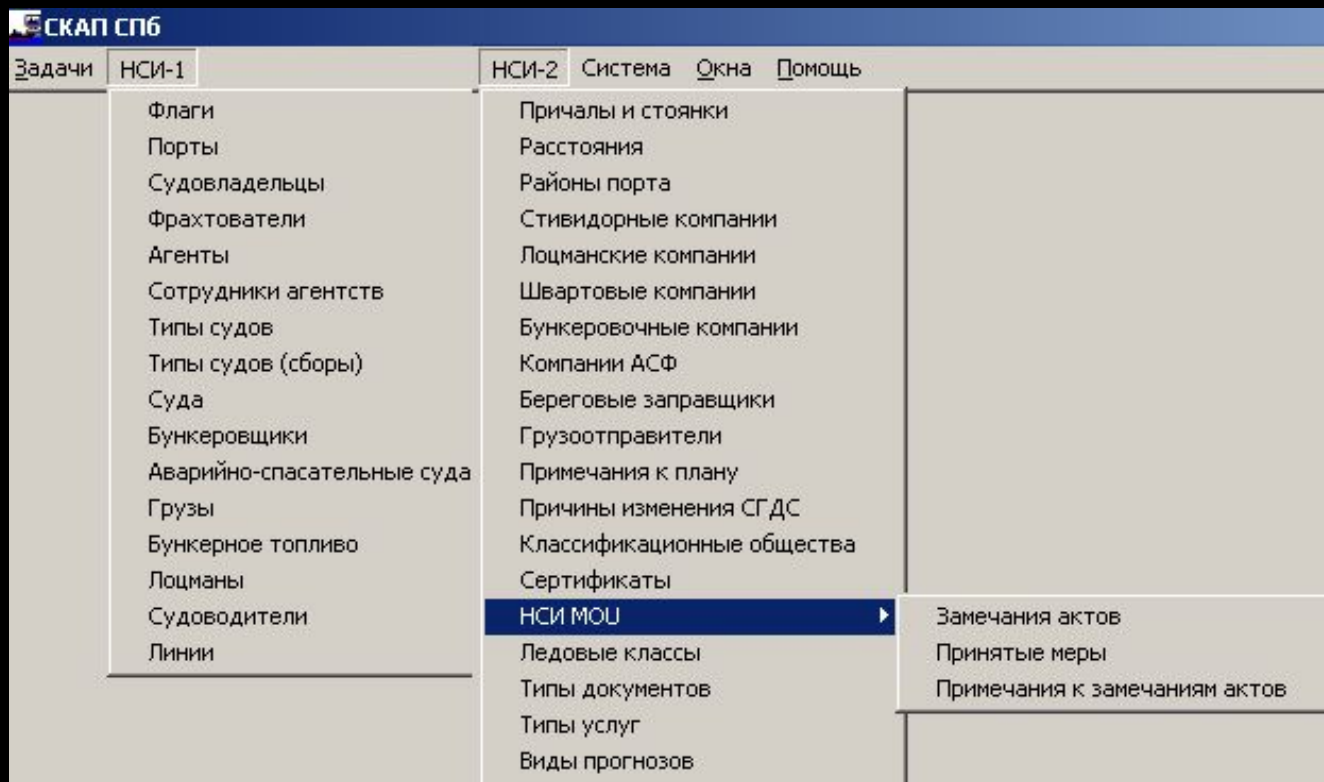 СКАП СПб
Задачи НСИ-1 НСИ-2 Система Окна Помощь
Флаги
Порты
Судовладельцы
Фрахтователи
Агенты
Сотрудники агентств
Типы судов
Типы судов (сборы)
Суда
Бункеровщики
Аварийно-спасательные суда
Грузы
Бункерное топливо
Лоцманы
Судоводители
Линии
Причалы и стоянки
Расстояния
Районы порта
Стивидорные компании
Лоцманские компании
Швартовые компании
Бункеровочные компании
Компании АСФ
Береговые заправщики
Грузоотправители
Примечания к плану
Причины изменения СГДС
Классификационные общества
Сертификаты
НСИ MOU
Ледовые классы
Типы документов
Типы услуг
Виды прогнозов
Замечания актов
Принятые меры
Примечания к замечаниям актов